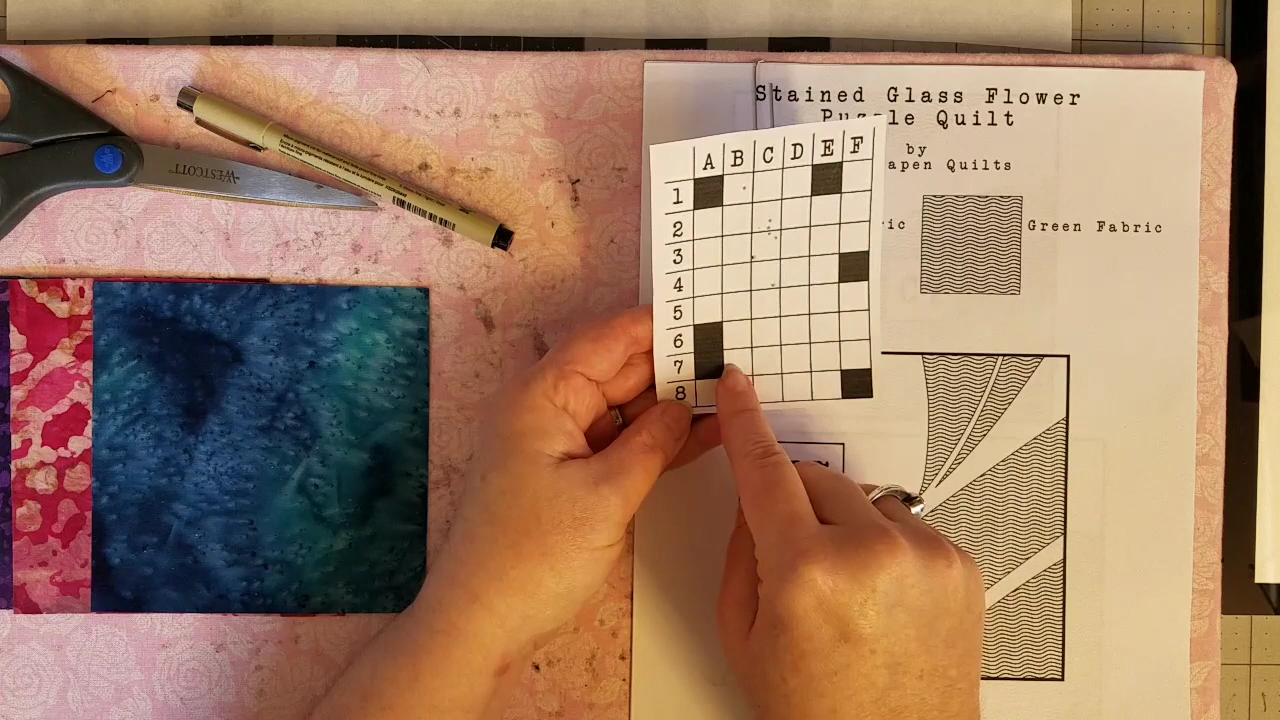 Stained Glass Flower
Puzzle Quilt
by
apen Quilts
ic
Green Fabric
A B C D E F
1
2
3
4
5
6
7
8
WESTCOTT